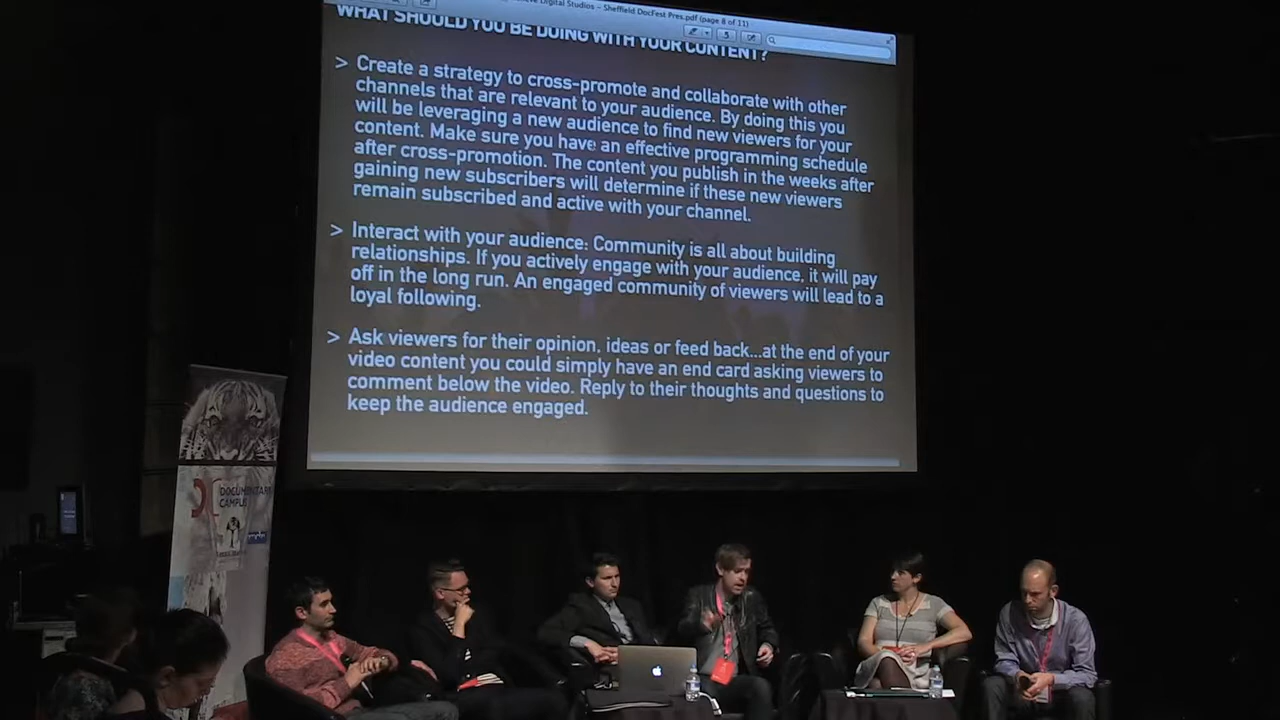 Digital Studios – Sheffield DocFest Pres.pdf (page 8 of 11)
WHAT SHOULD YOU BE DOING WITH YOUR CONTENT?
> Create a strategy to cross-promote and collaborate with other
channels that are relevant to your audience. By doing this you
will be leveraging a new audience to find new viewers for your
content. Make sure you have an effective programming schedule
after cross-promotion. The content you publish in the weeks after
gaining new subscribers will determine if these new viewers
remain subscribed and active with your channel.
> Interact with your audience: Community is all about building
relationships. If you actively engage with your audience, it will pay
off in the long run. An engaged community of viewers will lead to a
loyal following.
> Ask viewers for their opinion, ideas or feed back...at the end of your
video content you could simply have an end card asking viewers to
comment below the video. Reply to their thoughts and questions to
keep the audience engaged.
DOCUMENTARY
CAMPUS